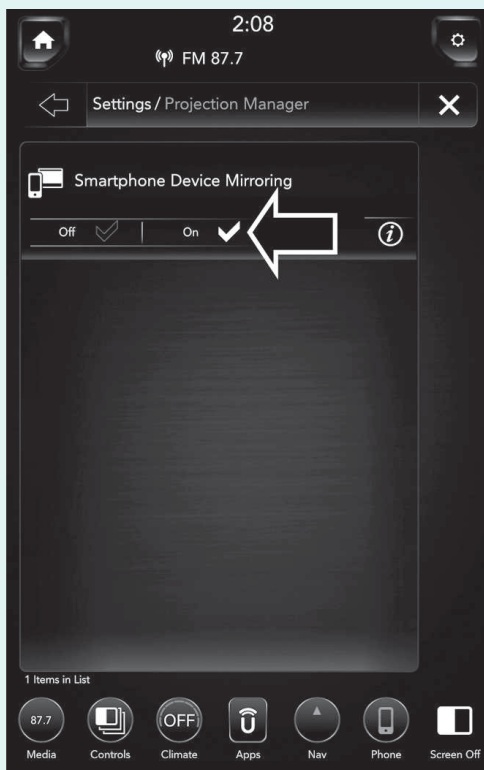 2:08
FM 87.7
Settings / Projection Manager
Smartphone Device Mirroring
Off On
1 Items in List
87.7 OFF
Media Controls Climate Apps Nav Phone Screen Off